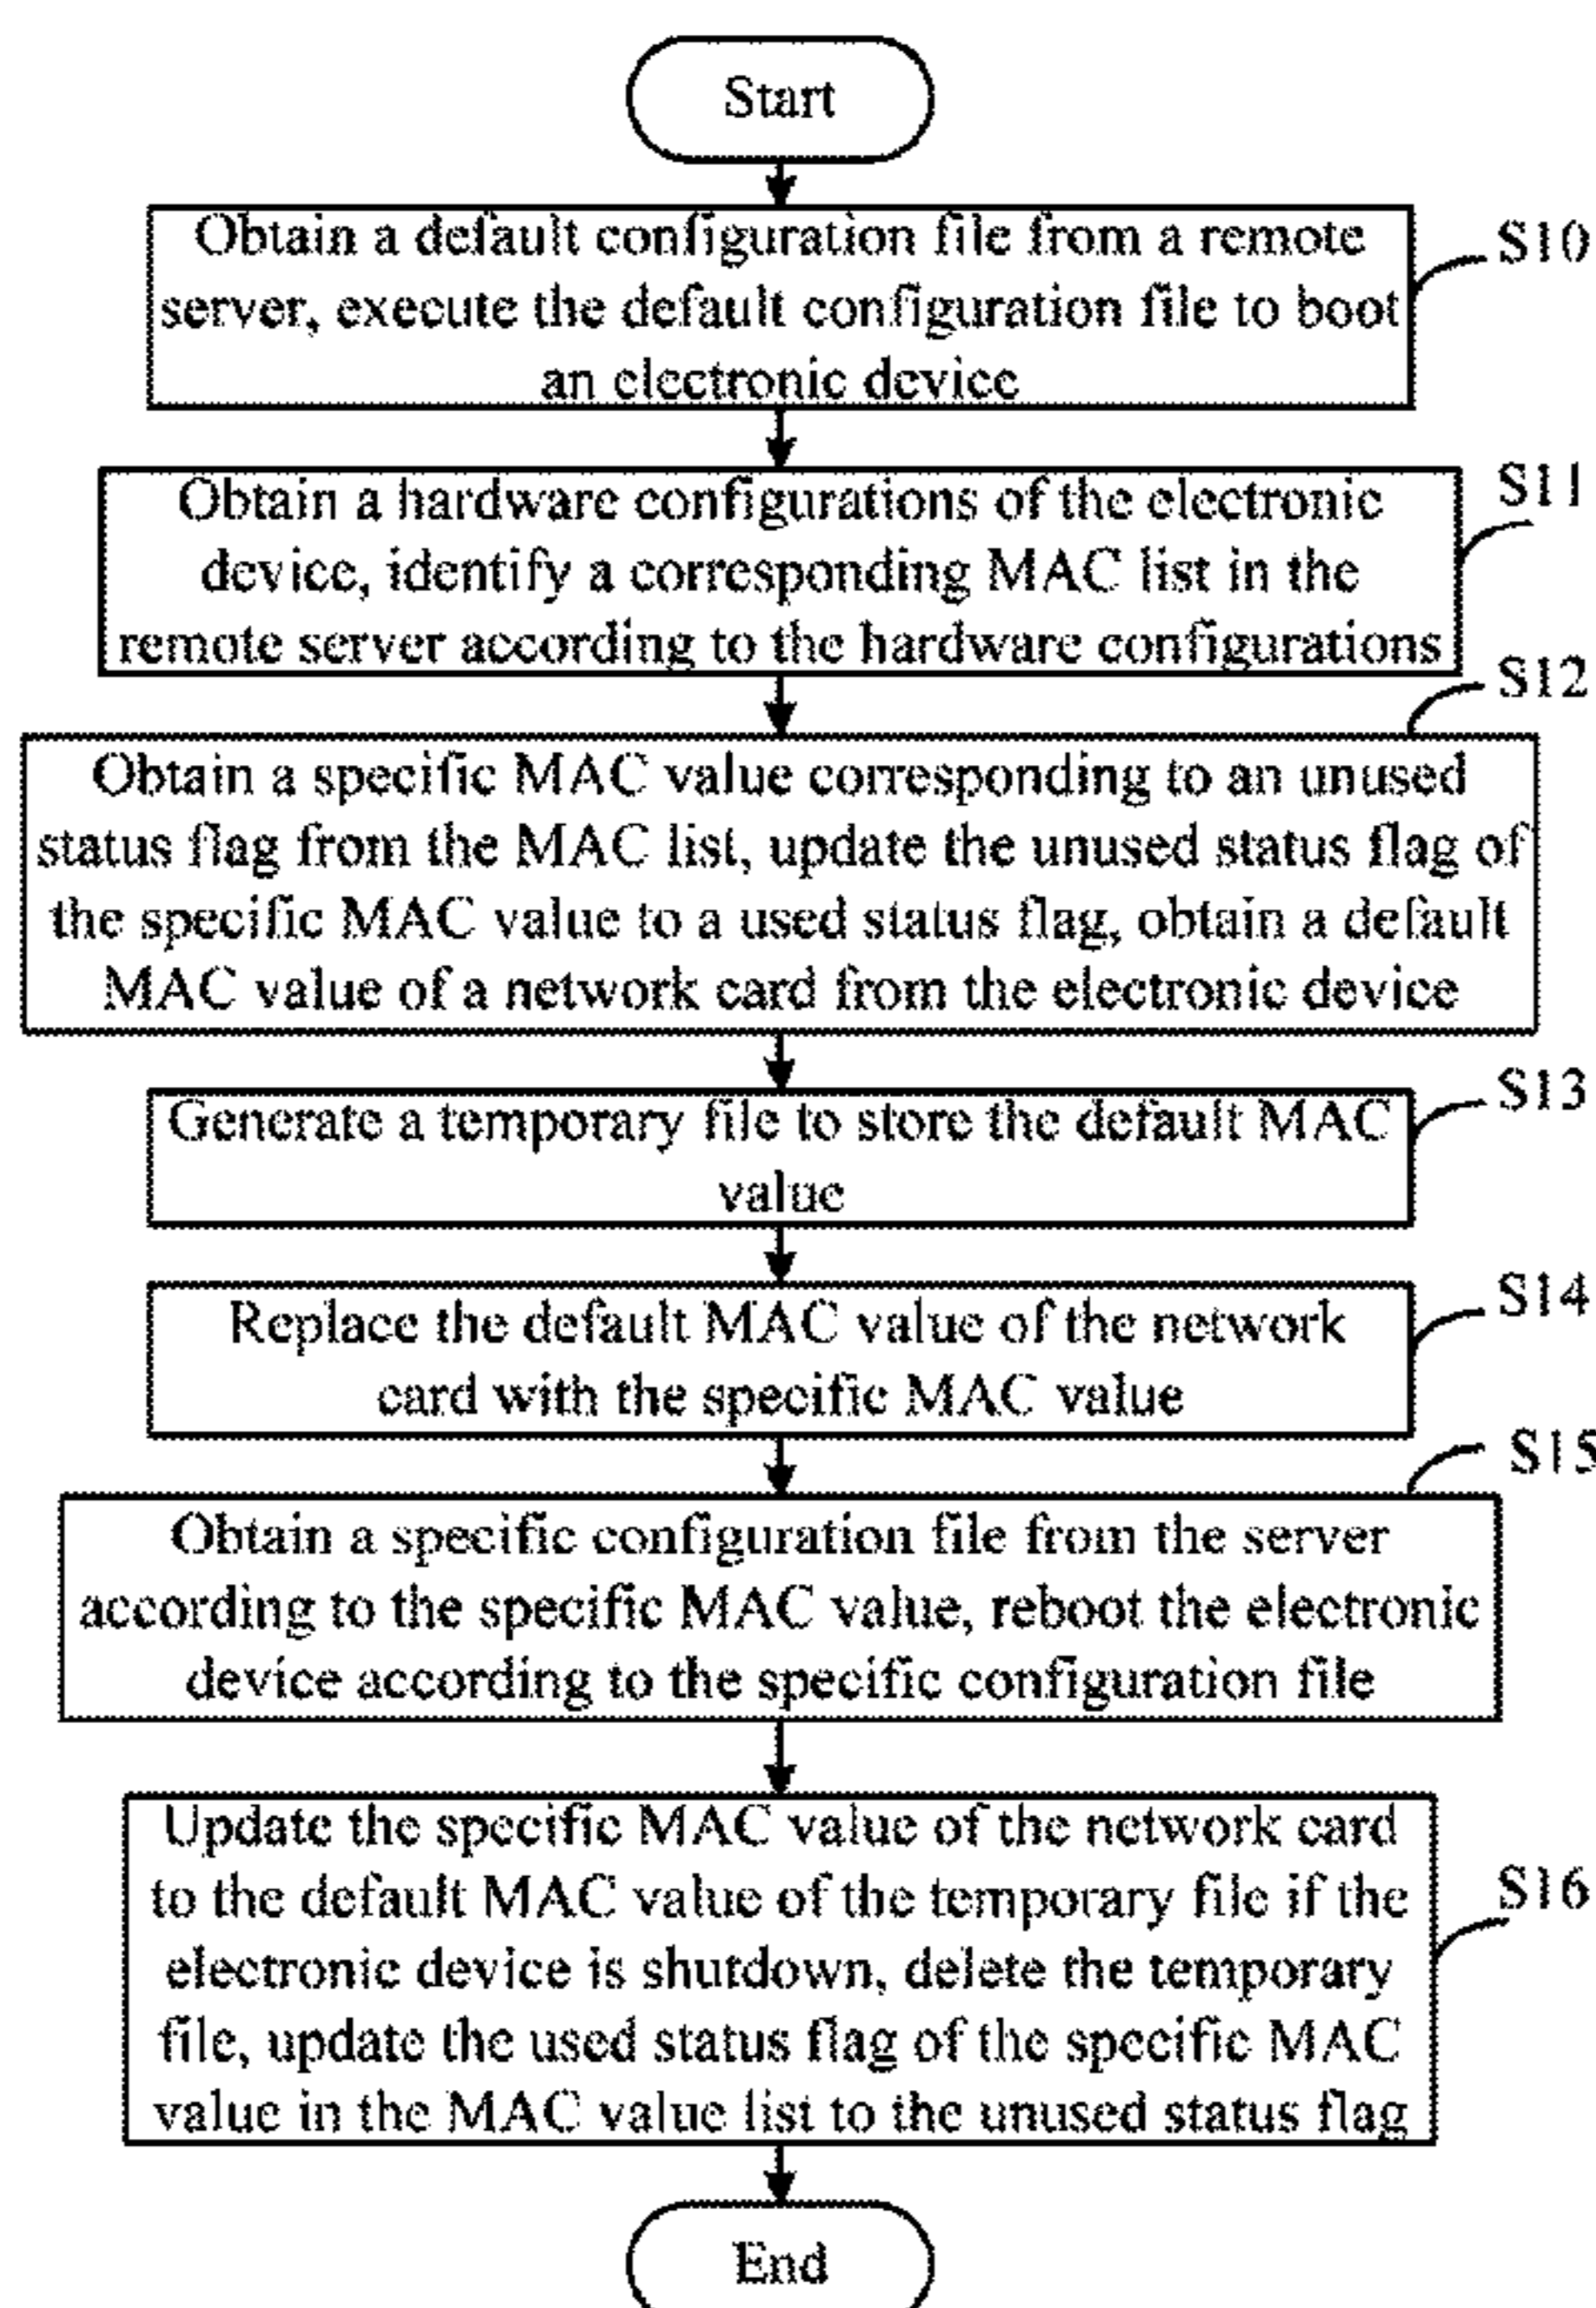 Start
Obtain a default configuration file from a remote
server, execute the default configuration file to boot
an electronic device
S10
Obtain a hardware configurations of the electronic
device, identify a corresponding MAC list in the
remote server according to the hardware configurations
S11
Obtain a specific MAC value corresponding to an unused
status flag from the MAC list, update the unused status flag of
the specific MAC value to a used status flag, obtain a default
MAC value of a network card from the electronic device
S12
Generate a temporary file to store the default MAC
value
S13
Replace the default MAC value of the network
card with the specific MAC value
S14
Obtain a specific configuration file from the server
according to the specific MAC value, reboot the electronic
device according to the specific configuration file
S15
Update the specific MAC value of the network card
to the default MAC value of the temporary file if the
electronic device is shutdown, delete the temporary
file, update the used status flag of the specific MAC
value in the MAC value list to the unused status flag
S16
End